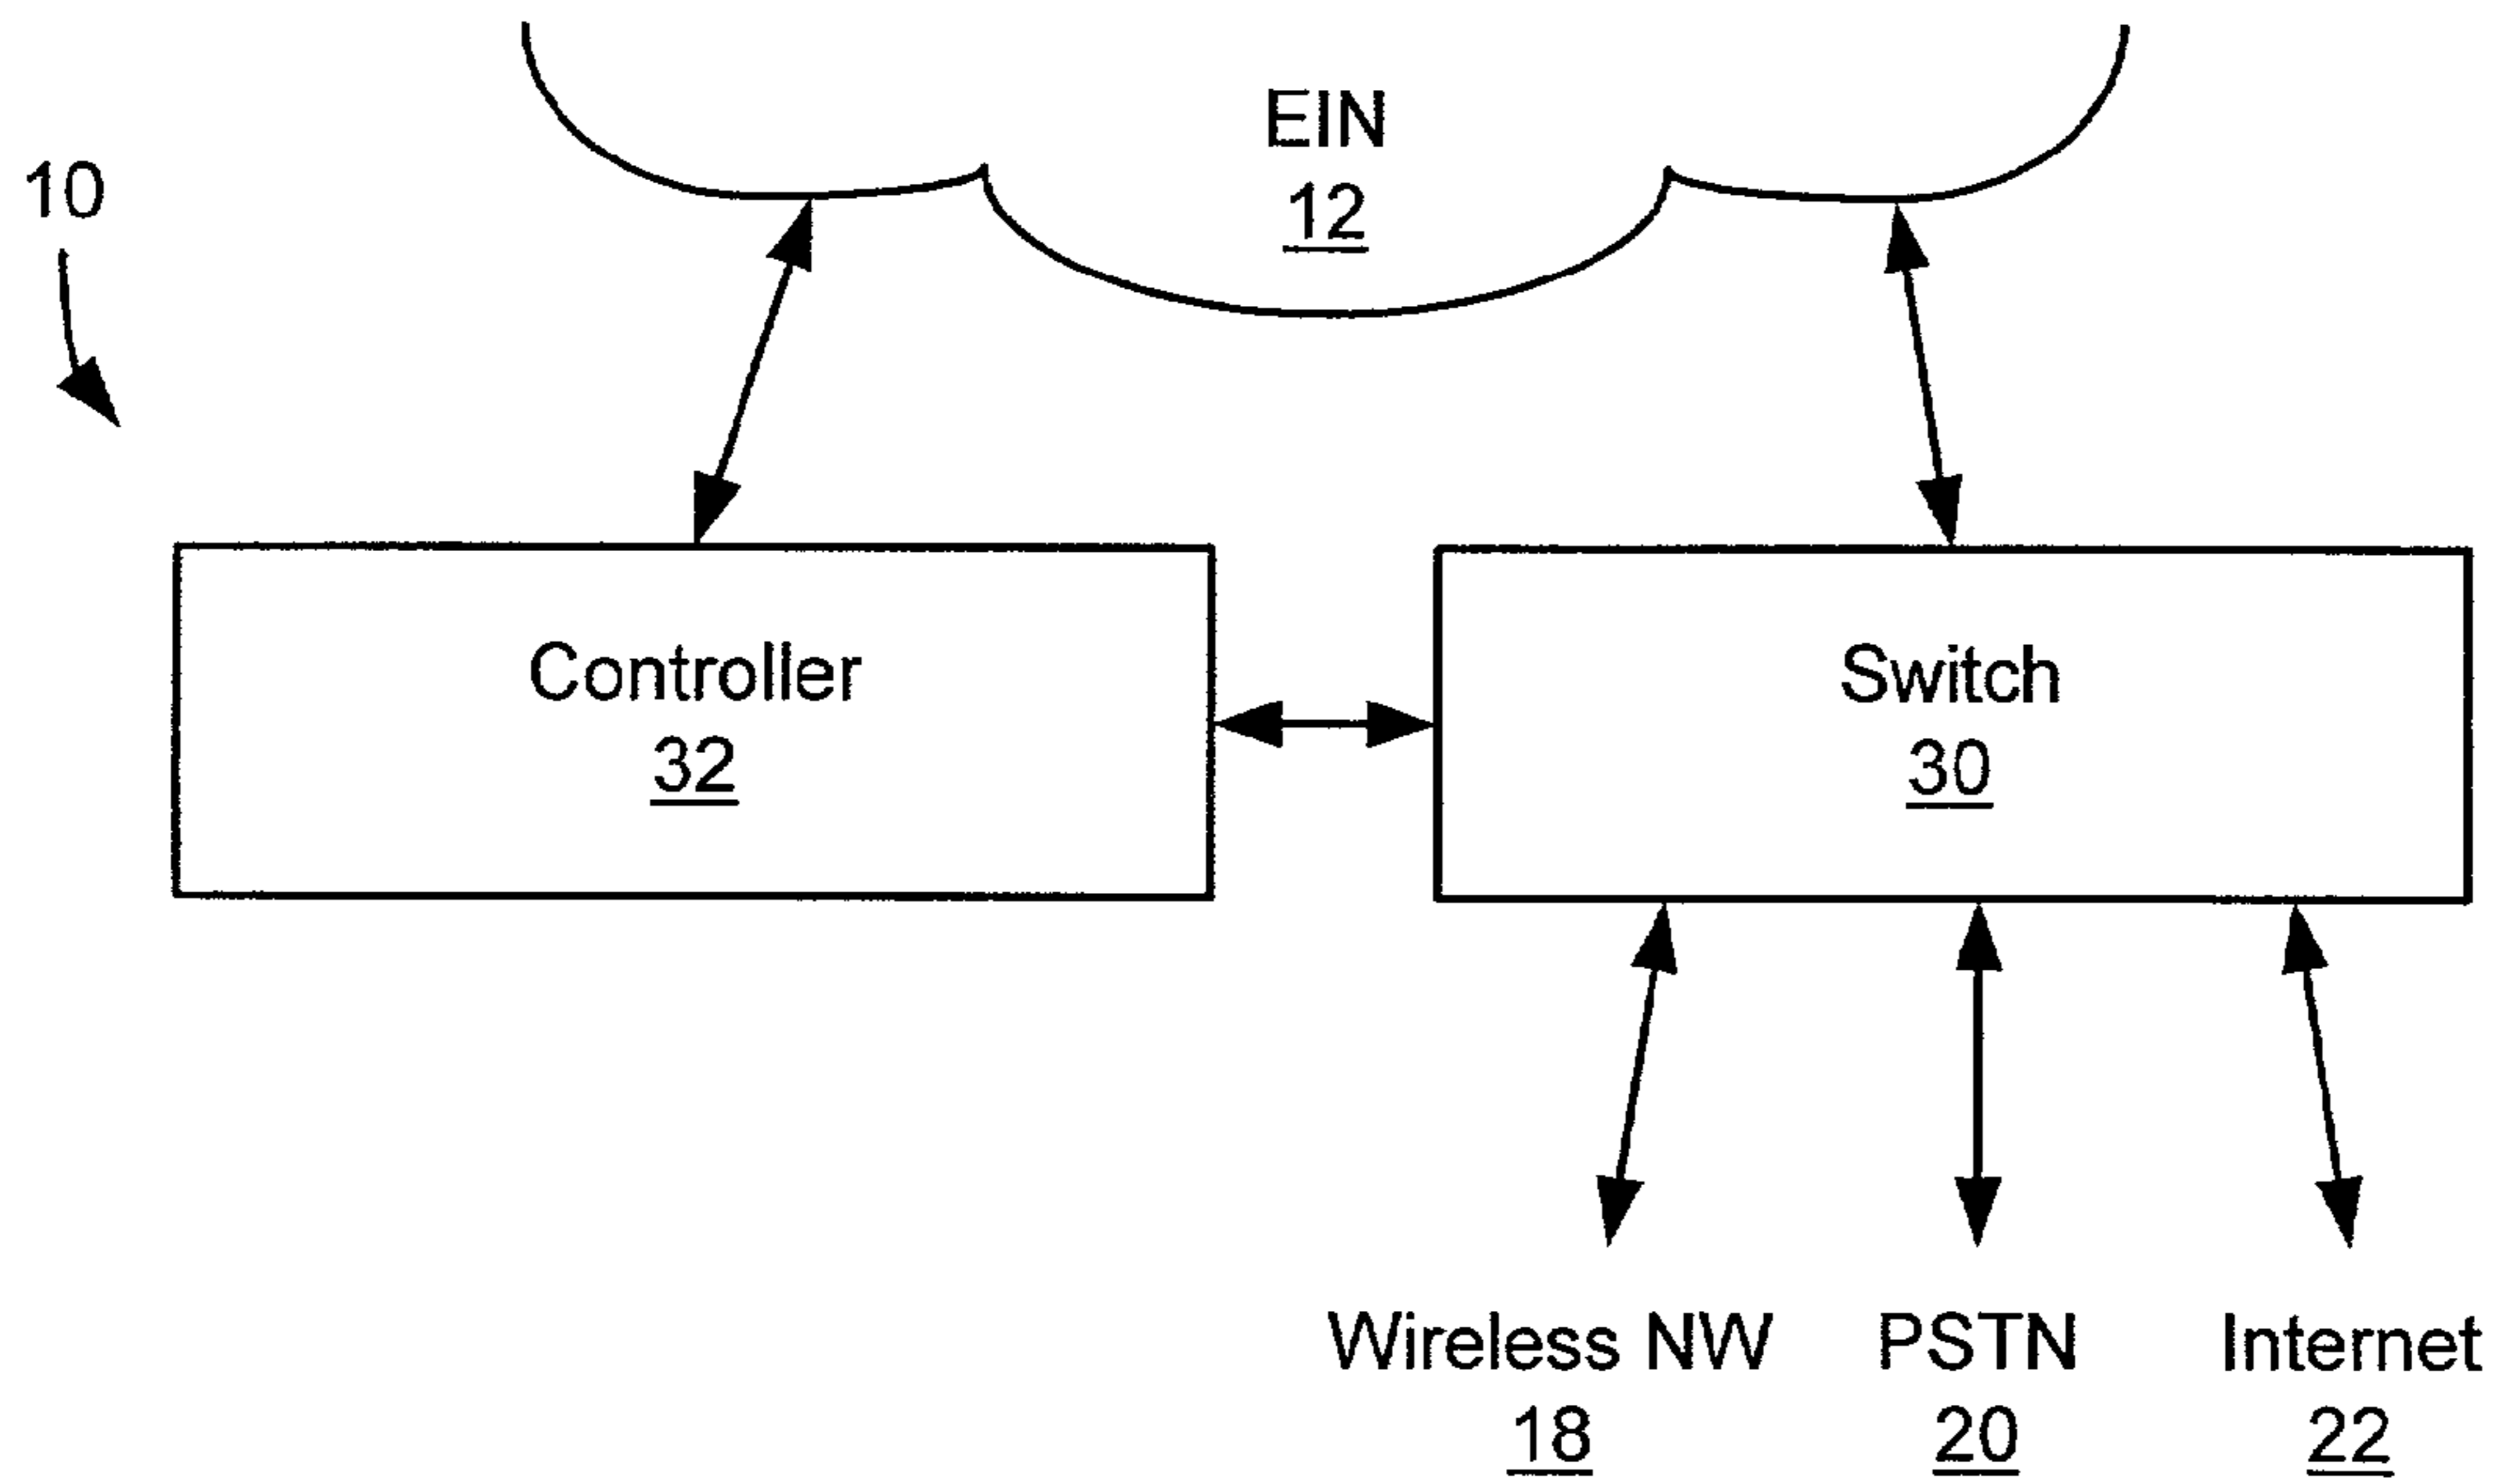 EIN
12
10
Controller
32
Switch
30
Wireless NW
18
PSTN
20
Internet
22